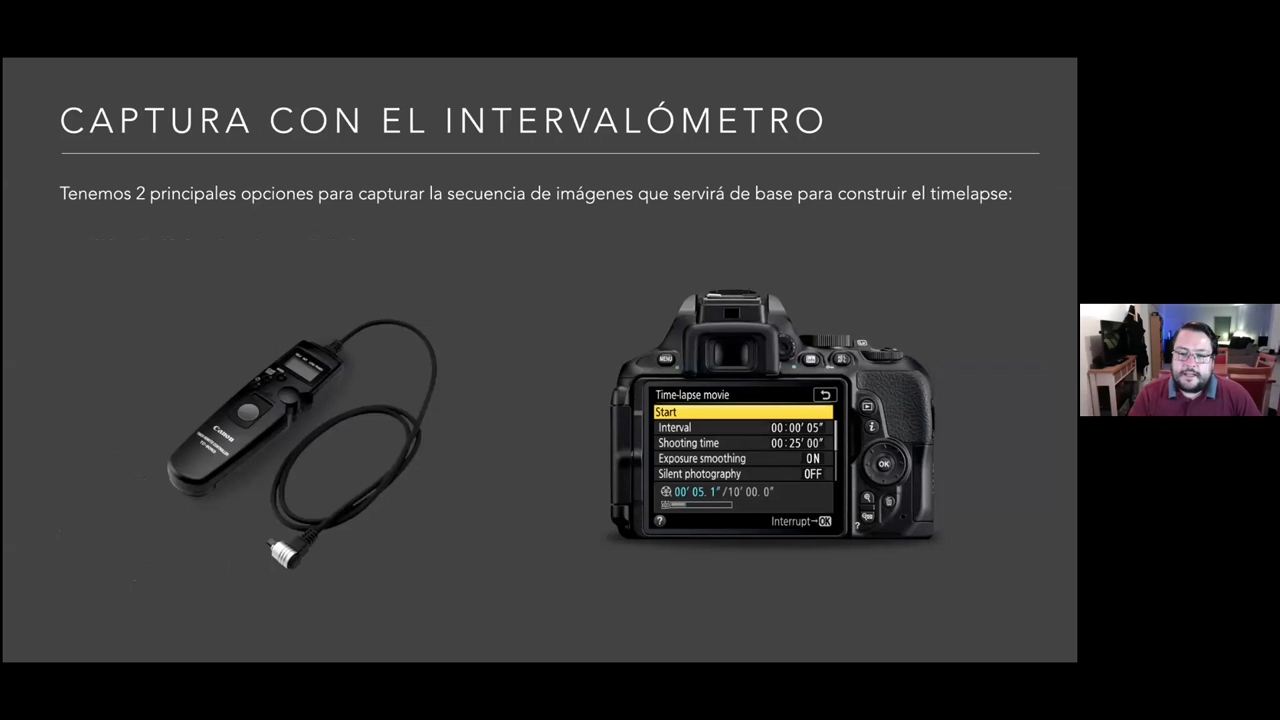 CAPTURA CON EL INTERVALÓMETRO
Tenemos 2 principales opciones para capturar la secuencia de imágenes que servirá de base para construir el timelapse:
Canon
MENU
Time-lapse movie
Start
Interval 00:00' 05"
Shooting time 00:25' 00"
Exposure smoothing ON
Silent photography OFF
00' 05. 1" /10' 00. 0"
? Interrupt→OK
i
OK
?